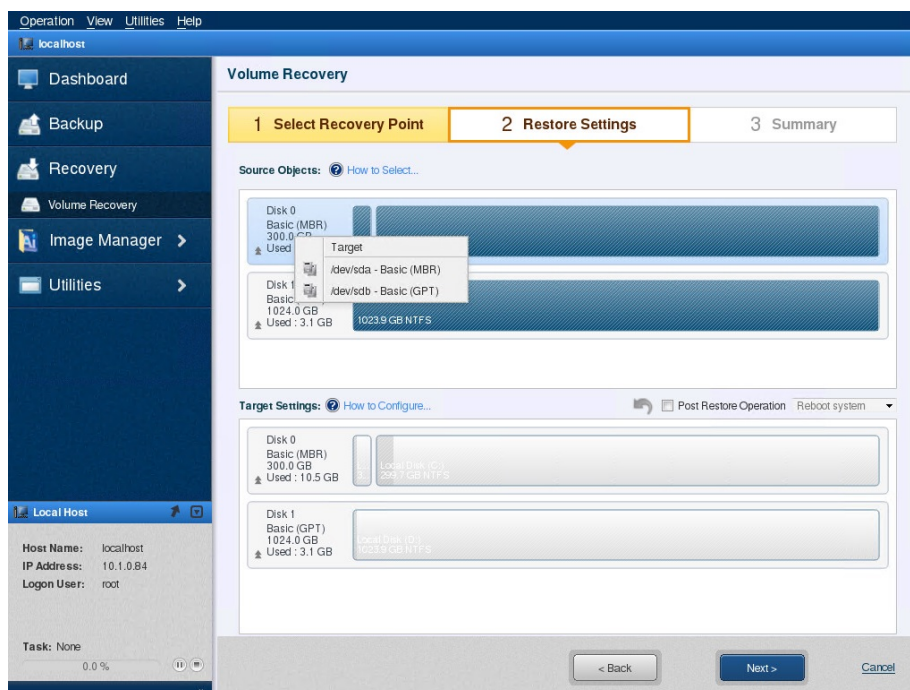 Operation View Utilities Help
localhost
Dashboard
Backup
Recovery
Volume Recovery
Image Manager
Utilities
Volume Recovery
1 Select Recovery Point
2 Restore Settings
3 Summary
Source Objects: How to Select...
Disk 0
Basic (MBR)
300.0 GB
Used
Target
/dev/sda - Basic (MBR)
/dev/sdb - Basic (GPT)
Disk 1
Basic
1024.0 GB
Used : 3.1 GB
1023.9 GB NTFS
Target Settings: How to Configure...
Post Restore Operation Reboot system
Disk 0
Basic (MBR)
300.0 GB
Used : 10.5 GB
Local Disk (C:)
299.7 GB NTFS
Disk 1
Basic (GPT)
1024.0 GB
Used : 3.1 GB
Local Disk (D:)
1023.9 GB NTFS
Local Host
Host Name: localhost
IP Address: 10.1.0.84
Logon User: root
Task: None
0.0 %
< Back
Next >
Cancel